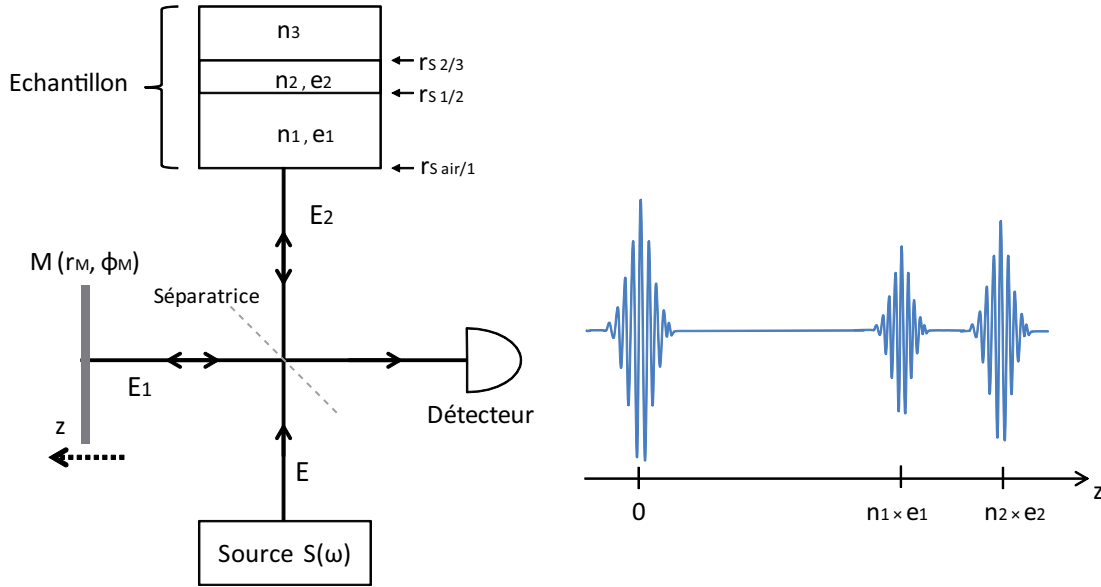 n3
rS 2/3
Echantillon
n2 , e2
rS 1/2
n1 , e1
rS air/1
E2
M (rM, ϕM)
Séparatrice
E1
Détecteur
z
E
Source S(ω)
z
0
n1 × e1
n2 × e2